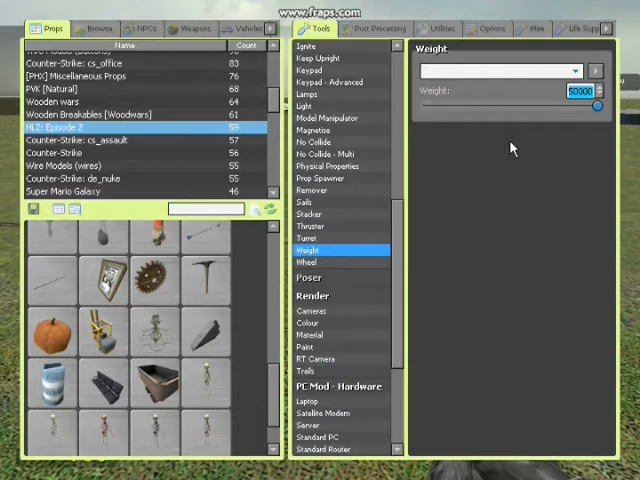 www.fraps.com
Props
Browse
NPCs
Weapons
Vehicles
Name
Count
Counter-Strike: cs_office 83
[PHX] Miscellaneous Props 76
PVK [Natural] 68
Wooden wars 64
Wooden Breakables [Woodwars] 61
HL2: Episode 2 59
Counter-Strike: cs_assault 57
Counter-Strike 56
Wire Models (wires) 55
Counter-Strike: de_nuke 55
Super Mario Galaxy 46
Tools
Post Processing
Utilities
Options
Wire
Life Supp
Ignite
Keep Upright
Keypad
Keypad - Advanced
Lamps
Light
Model Manipulator
Magnetise
No Collide
No Collide - Multi
Physical Properties
Prop Spawner
Remover
Sails
Stacker
Thruster
Turret
Weight
Wheel
Poser
Render
Cameras
Colour
Material
Paint
RT Camera
Trails
PC Mod - Hardware
Laptop
Satellite Modem
Server
Standard PC
Standard Router
Weight
Weight: 50000